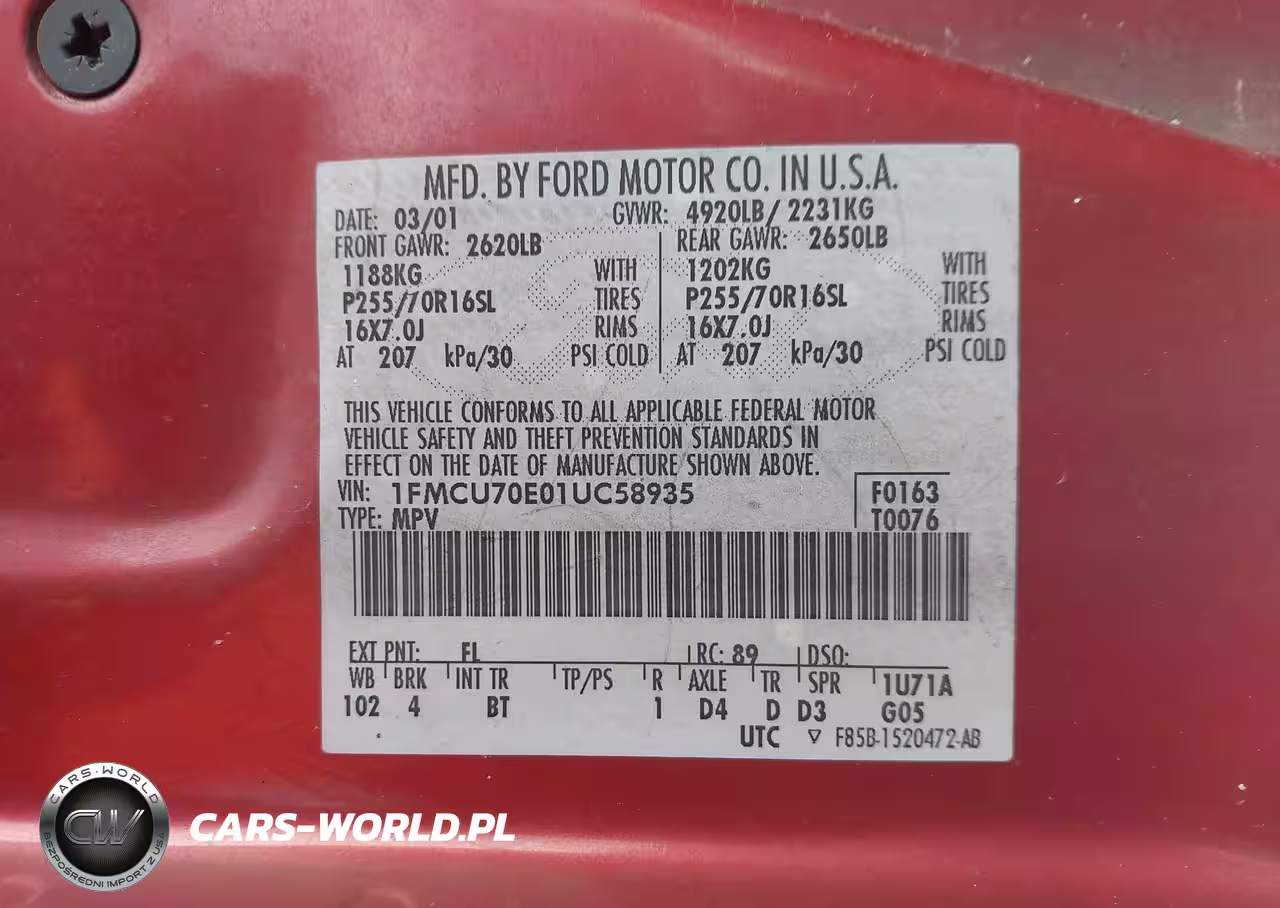 MFD. BY FORD MOTOR CO. IN U.S.A.
DATE: 03/01 GVWR: 4920LB/ 2231KG
FRONT GAWR: 2620LB REAR GAWR: 2650LB
1188KG WITH 1202KG WITH
P255/70R16SL TIRES P255/70R16SL TIRES
16X7.0J RIMS 16X7.0J RIMS
AT 207 kPa/30 PSI COLD AT 207 kPa/30 PSI COLD
THIS VEHICLE CONFORMS TO ALL APPLICABLE FEDERAL MOTOR
VEHICLE SAFETY AND THEFT PREVENTION STANDARDS IN
EFFECT ON THE DATE OF MANUFACTURE SHOWN ABOVE.
VIN: 1FMCU70E01UC58935 F0163
TYPE: MPV T0076
EXT PNT: FL RC: 89 DSO:
WB BRK INT TR TP/PS R AXLE TR SPR 1U71A
102 4 BT 1 D4 D D3 G05
UTC ▽ F85B-1520472-AB
CARS-WORLD
CW
BEZPOŚREDNI IMPORT Z USA
CARS-WORLD.PL